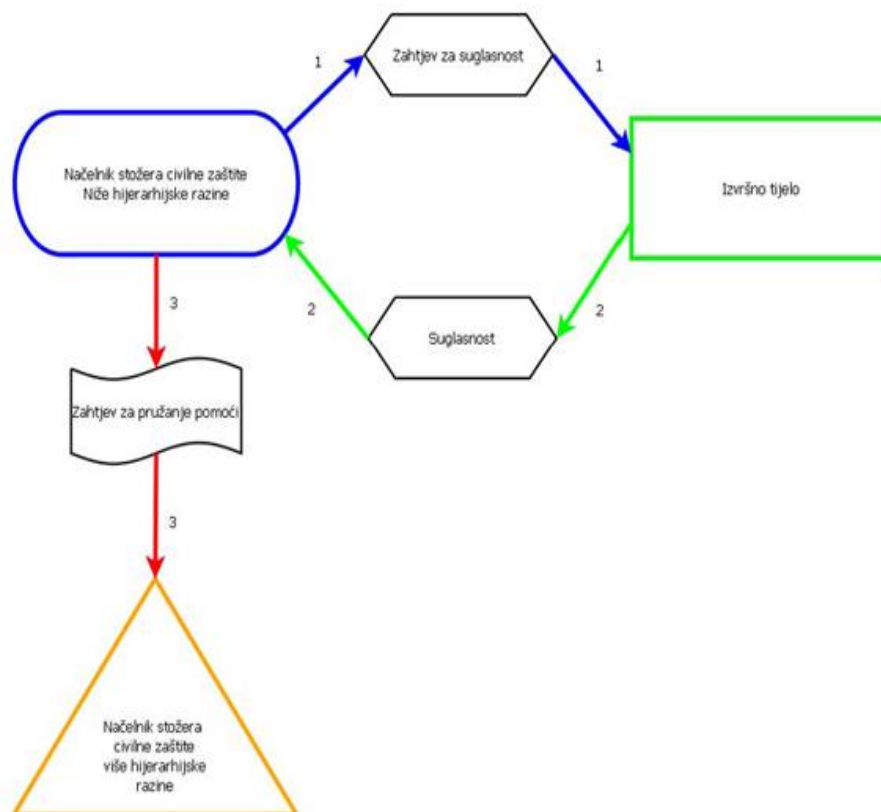 Zahtjev za suglasnost
1
1
Načelnik stožera civilne zaštite
Niže hijerarhijske razine
Izvršno tijelo
3
2
2
Suglasnost
Zahtjev za pružanje pomoći
3
Načelnik stožera
civilne zaštite
više hijerarhijske
razine